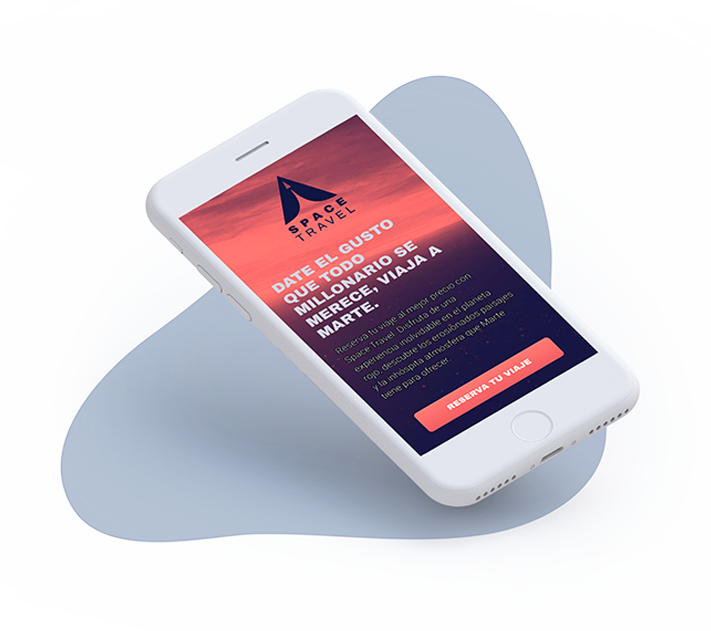 SPACE
TRAVEL
DATE EL GUSTO
QUE TODO
MILLONARIO SE
MERECE, VIAJA A
MARTE.
Reserva tu viaje al mejor precio con
Space Travel. Disfruta de una
experiencia inolvidable en el planeta
rojo, descubre los erosionados paisajes
y la inhóspita atmósfera que Marte
tiene para ofrecer.
RESERVA TU VIAJE